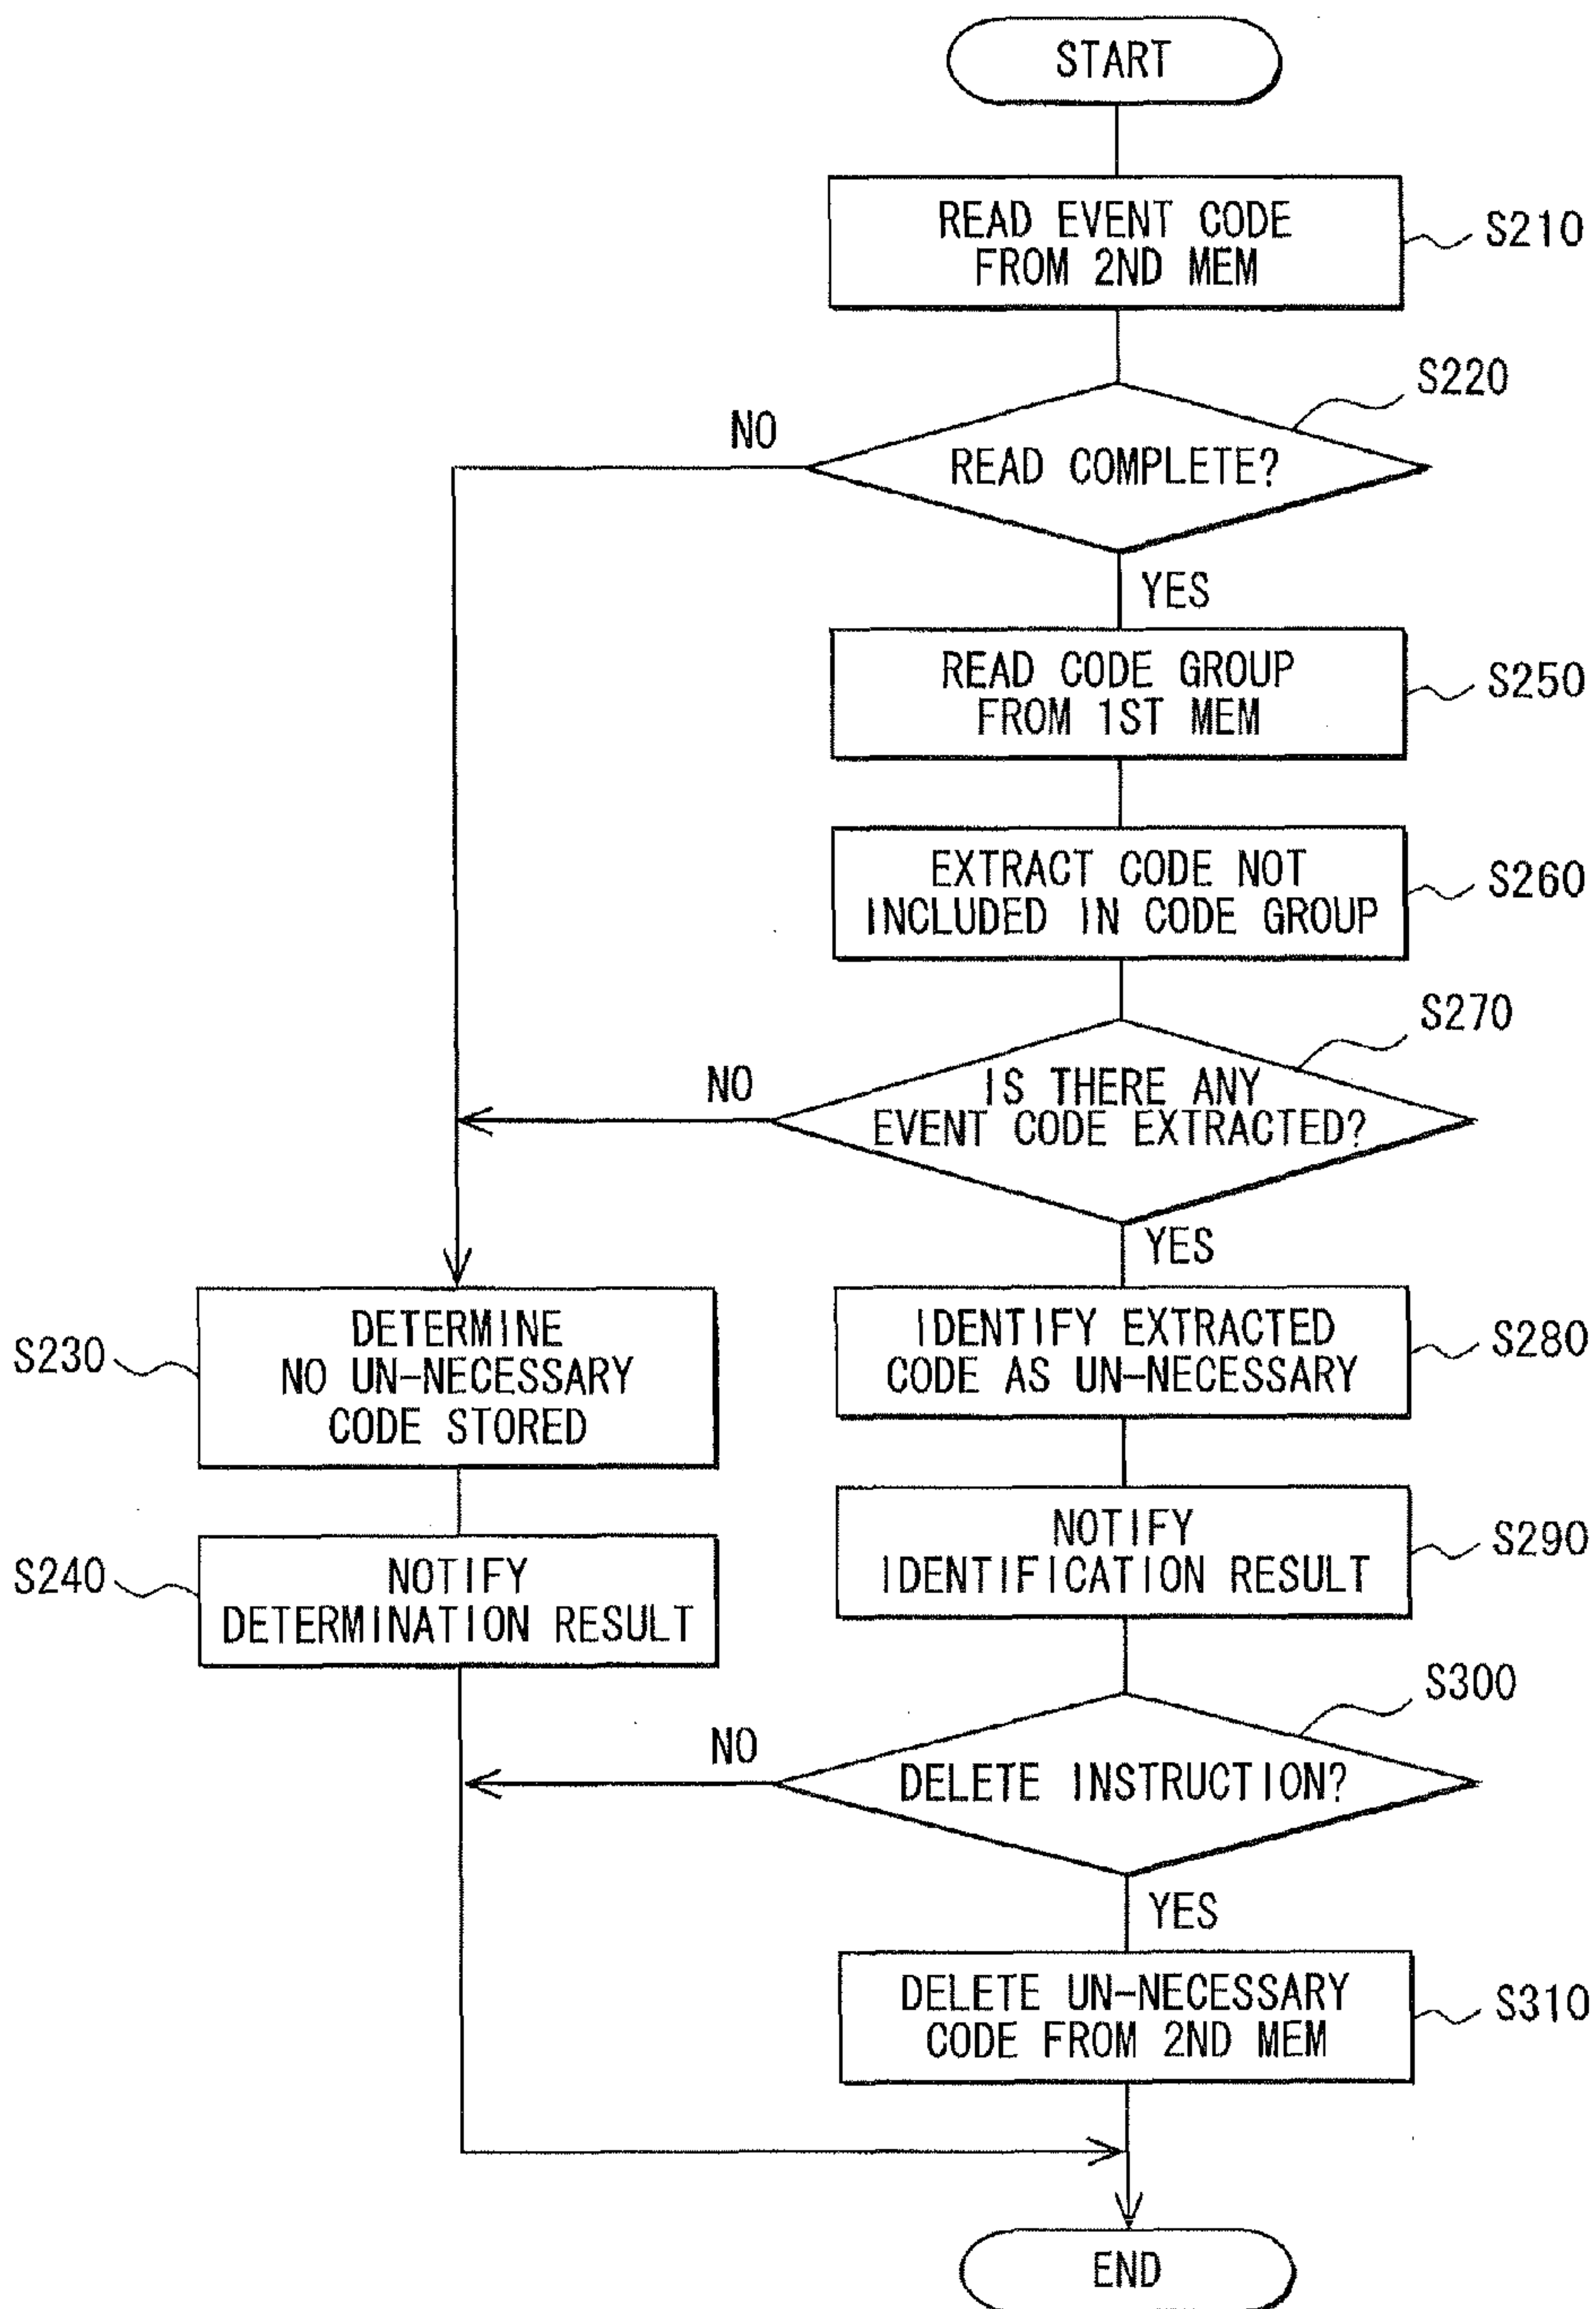 START
READ EVENT CODE
FROM 2ND MEM
S210
S220
NO
READ COMPLETE?
YES
READ CODE GROUP
FROM 1ST MEM
S250
EXTRACT CODE NOT
INCLUDED IN CODE GROUP
S260
S270
NO
IS THERE ANY
EVENT CODE EXTRACTED?
YES
S230
DETERMINE
NO UN-NECESSARY
CODE STORED
IDENTIFY EXTRACTED
CODE AS UN-NECESSARY
S280
S240
NOTIFY
DETERMINATION RESULT
NOTIFY
IDENTIFICATION RESULT
S290
S300
NO
DELETE INSTRUCTION?
YES
DELETE UN-NECESSARY
CODE FROM 2ND MEM
S310
END